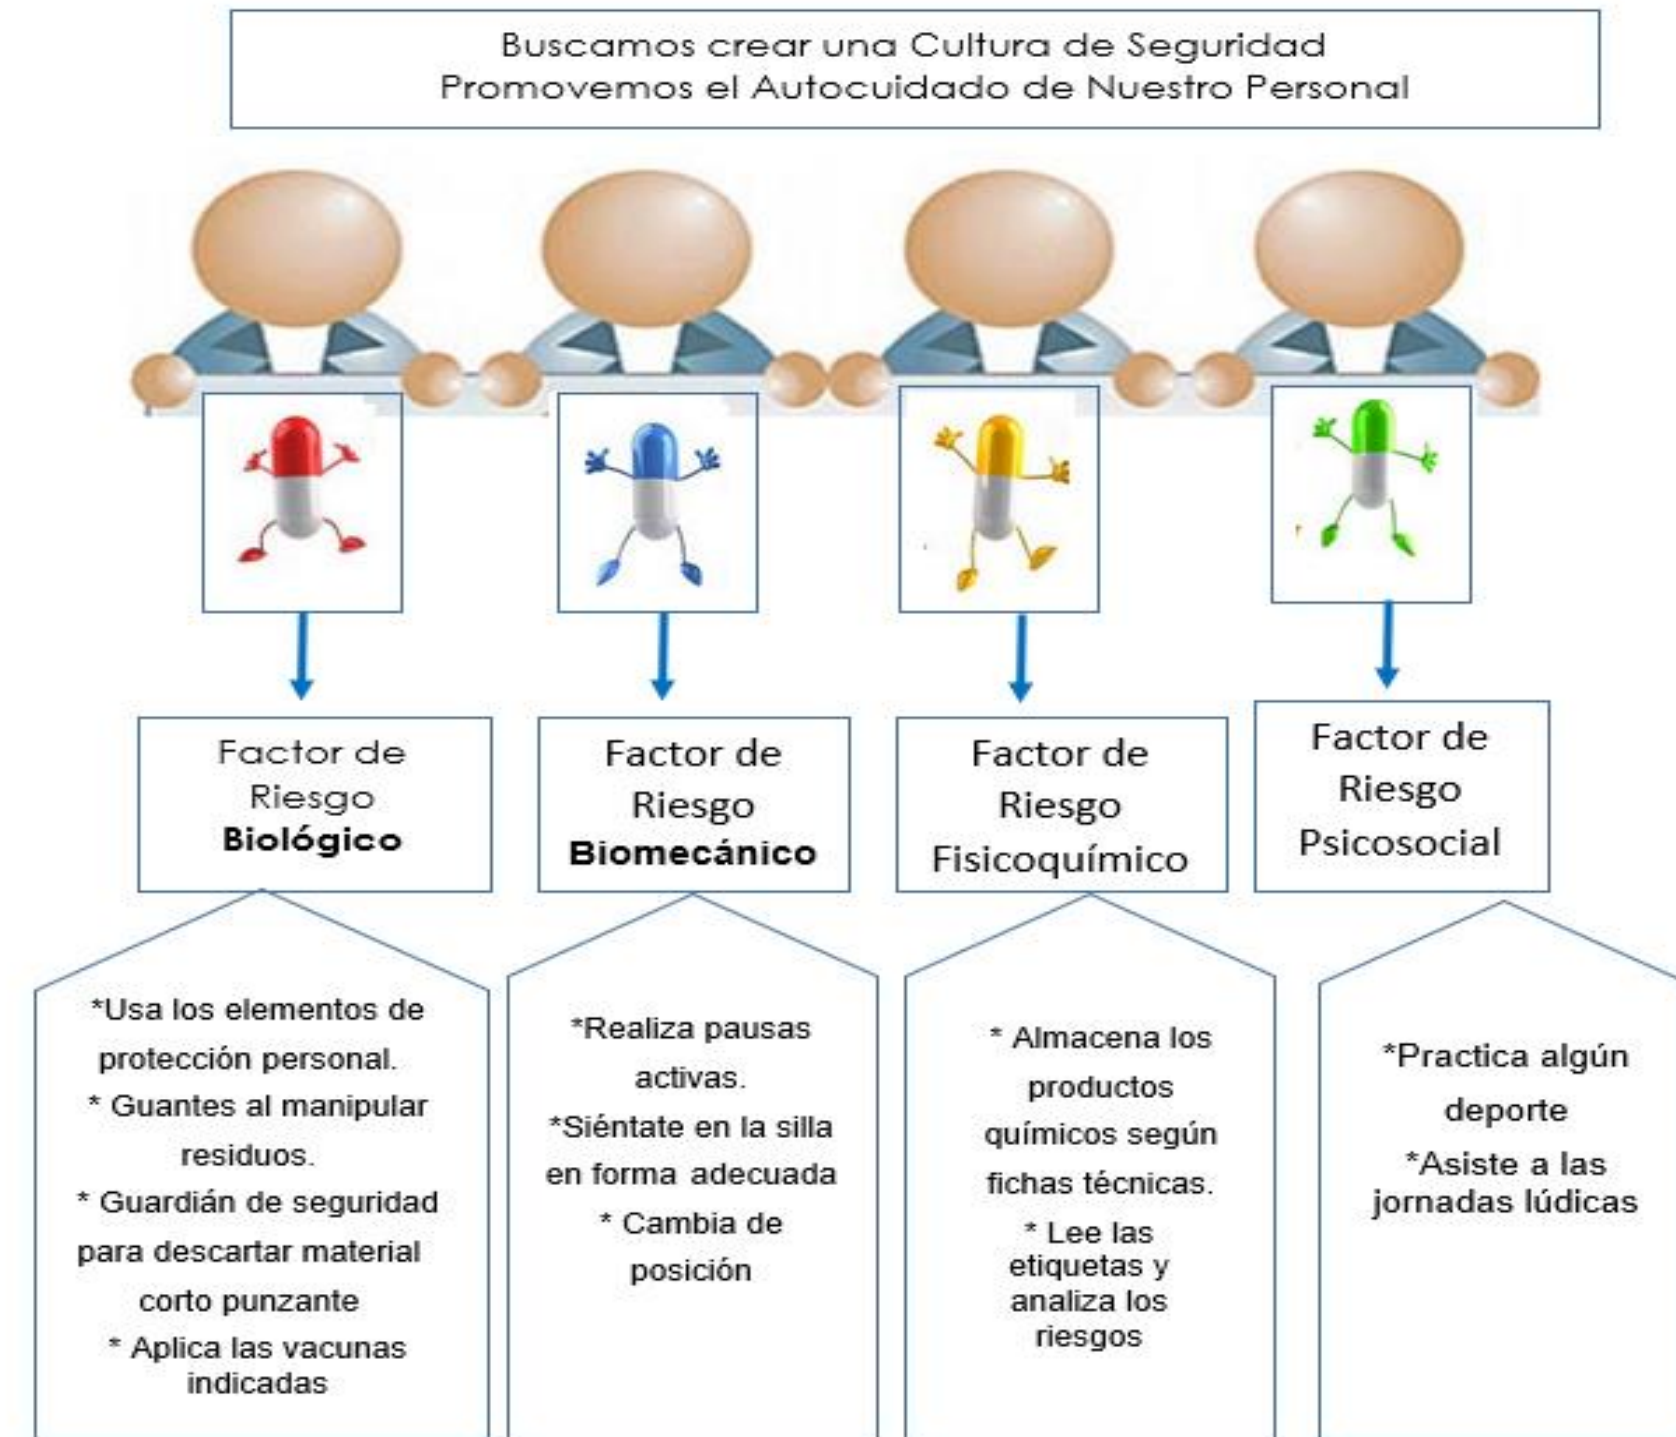 Buscamos crear una Cultura de Seguridad
Promovemos el Autocuidado de Nuestro Personal
Factor de
Riesgo
Biológico
Factor de
Riesgo
Biomecánico
Factor de
Riesgo
Fisicoquímico
Factor de
Riesgo
Psicosocial
*Usa los elementos de
protección personal.
* Guantes al manipular
residuos.
* Guardián de seguridad
para descartar material
corto punzante
* Aplica las vacunas
indicadas
*Realiza pausas
activas.
*Siéntate en la silla
en forma adecuada
* Cambia de
posición
* Almacena los
productos
químicos según
fichas técnicas.
* Lee las
etiquetas y
analiza los
riesgos
*Practica algún
deporte
*Asiste a las
jornadas lúdicas